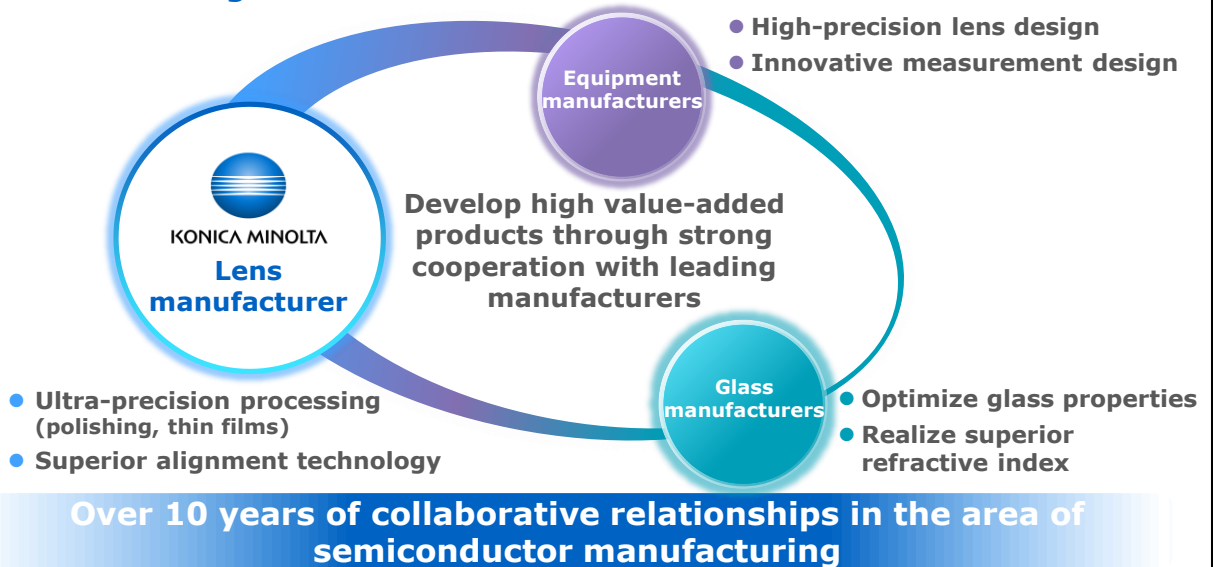 ● High-precision lens design
● Innovative measurement design
Equipment
manufacturers
KONICA MINOLTA
Lens
manufacturer
Develop high value-added
products through strong
cooperation with leading
manufacturers
Glass
manufacturers
● Ultra-precision processing
(polishing, thin films)
● Superior alignment technology
● Optimize glass properties
● Realize superior
refractive index
Over 10 years of collaborative relationships in the area of
semiconductor manufacturing